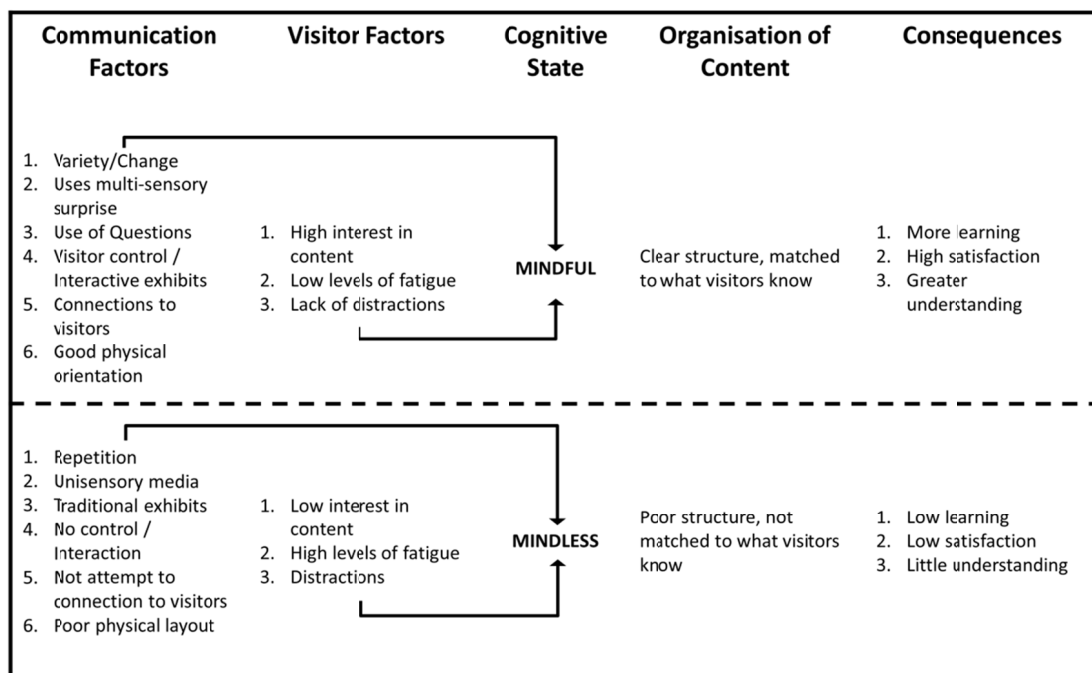 Communication Factors
Visitor Factors
Cognitive State
Organisation of Content
Consequences
1. Variety/Change
2. Uses multi-sensory
surprise
3. Use of Questions
4. Visitor control /
Interactive exhibits
5. Connections to
visitors
6. Good physical
orientation
1. High interest in
content
2. Low levels of fatigue
3. Lack of distractions
MINDFUL
Clear structure, matched
to what visitors know
1. More learning
2. High satisfaction
3. Greater
understanding
1. Repetition
2. Unisensory media
3. Traditional exhibits
4. No control /
Interaction
5. Not attempt to
connection to visitors
6. Poor physical layout
1. Low interest in
content
2. High levels of fatigue
3. Distractions
MINDLESS
Poor structure, not
matched to what visitors
know
1. Low learning
2. Low satisfaction
3. Little understanding